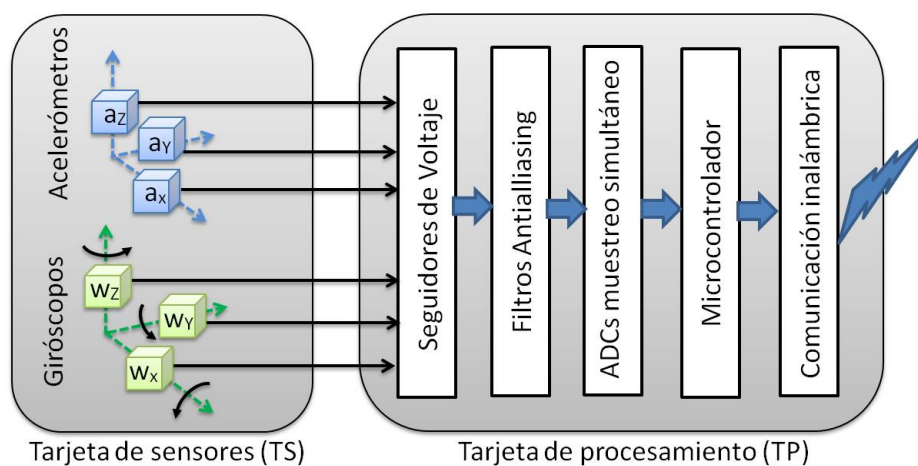 Acelerómetros
aZ
aY
ax
Giróscopos
wZ
wY
wx
Seguidores de Voltaje
Filtros Antialliasing
ADCs muestreo simultáneo
Microcontrolador
Comunicación inalámbrica
Tarjeta de sensores (TS)
Tarjeta de procesamiento (TP)